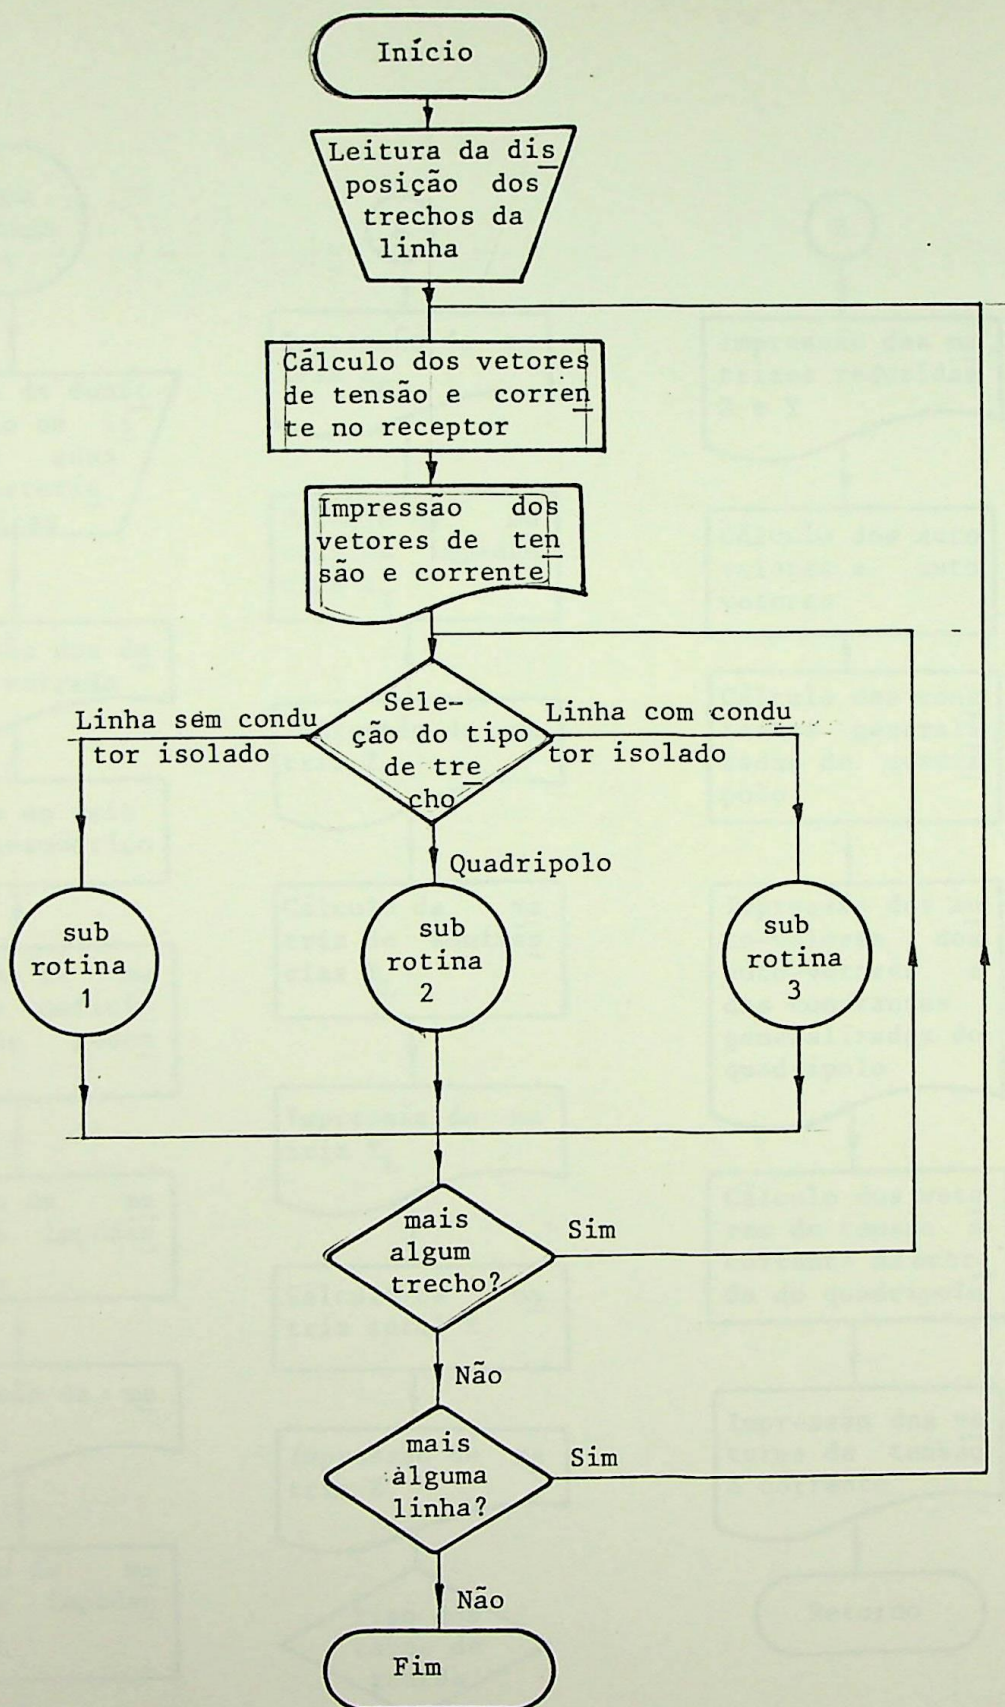 Início
Leitura da dis
posição dos
trechos da
linha
Cálculo dos vetores
de tensão e corren
te no receptor
Impressão dos
vetores de ten
são e corrente
Sele-
ção do tipo
de tre
cho
Linha sem condu
tor isolado
Linha com condu
tor isolado
Quadripolo
sub
rotina
1
sub
rotina
2
sub
rotina
3
mais
algum
trecho?
Sim
Não
mais
alguma
linha?
Sim
Não
Fim